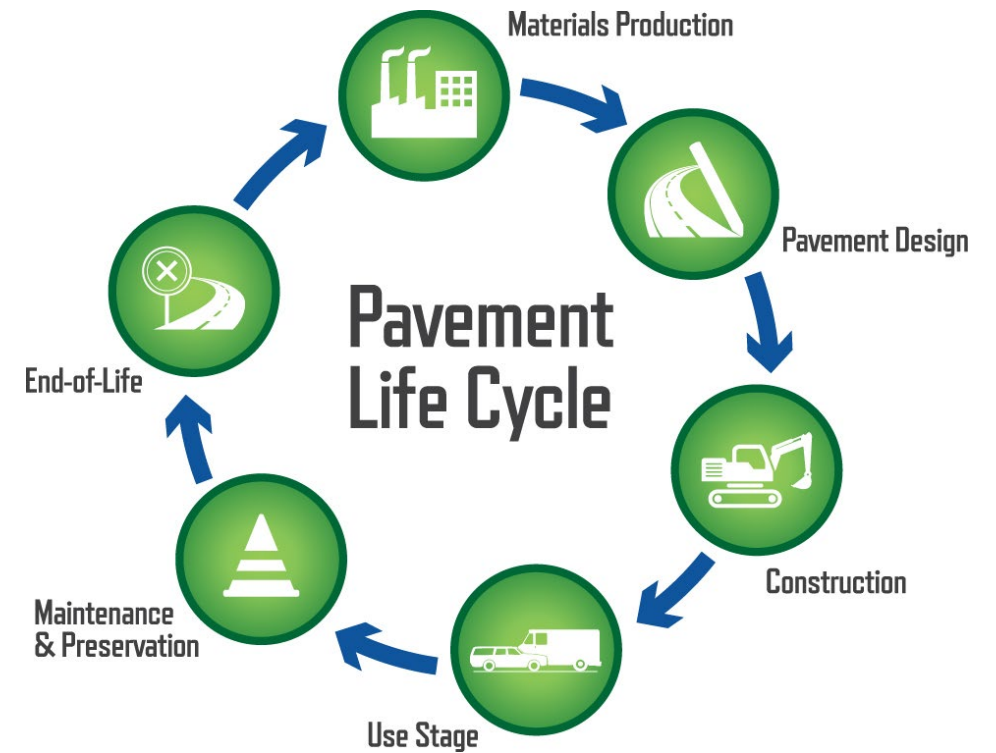 Materials Production
Pavement Design
Pavement
Life Cycle
End-of-Life
Construction
Maintenance
& Preservation
Use Stage